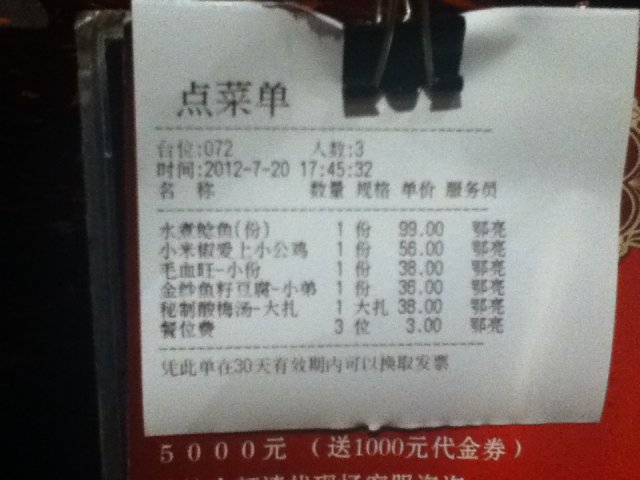 点菜单
台位:072 人数:3
时间:2012-7-20 17:45:32
名 称 数量 规格 单价 服务员
水煮鲶鱼(份) 1 份 99.00 鄂亮
小米椒爱上小公鸡 1 份 56.00 鄂亮
毛血旺-小份 1 份 38.00 鄂亮
金纱鱼籽豆腐-小弟 1 份 36.00 鄂亮
秘制酸梅汤-大扎 1 大扎 38.00 鄂亮
餐位费 3 位 3.00 鄂亮
凭此单在30天有效期内可以换取发票
5000元（送1000元代金券）